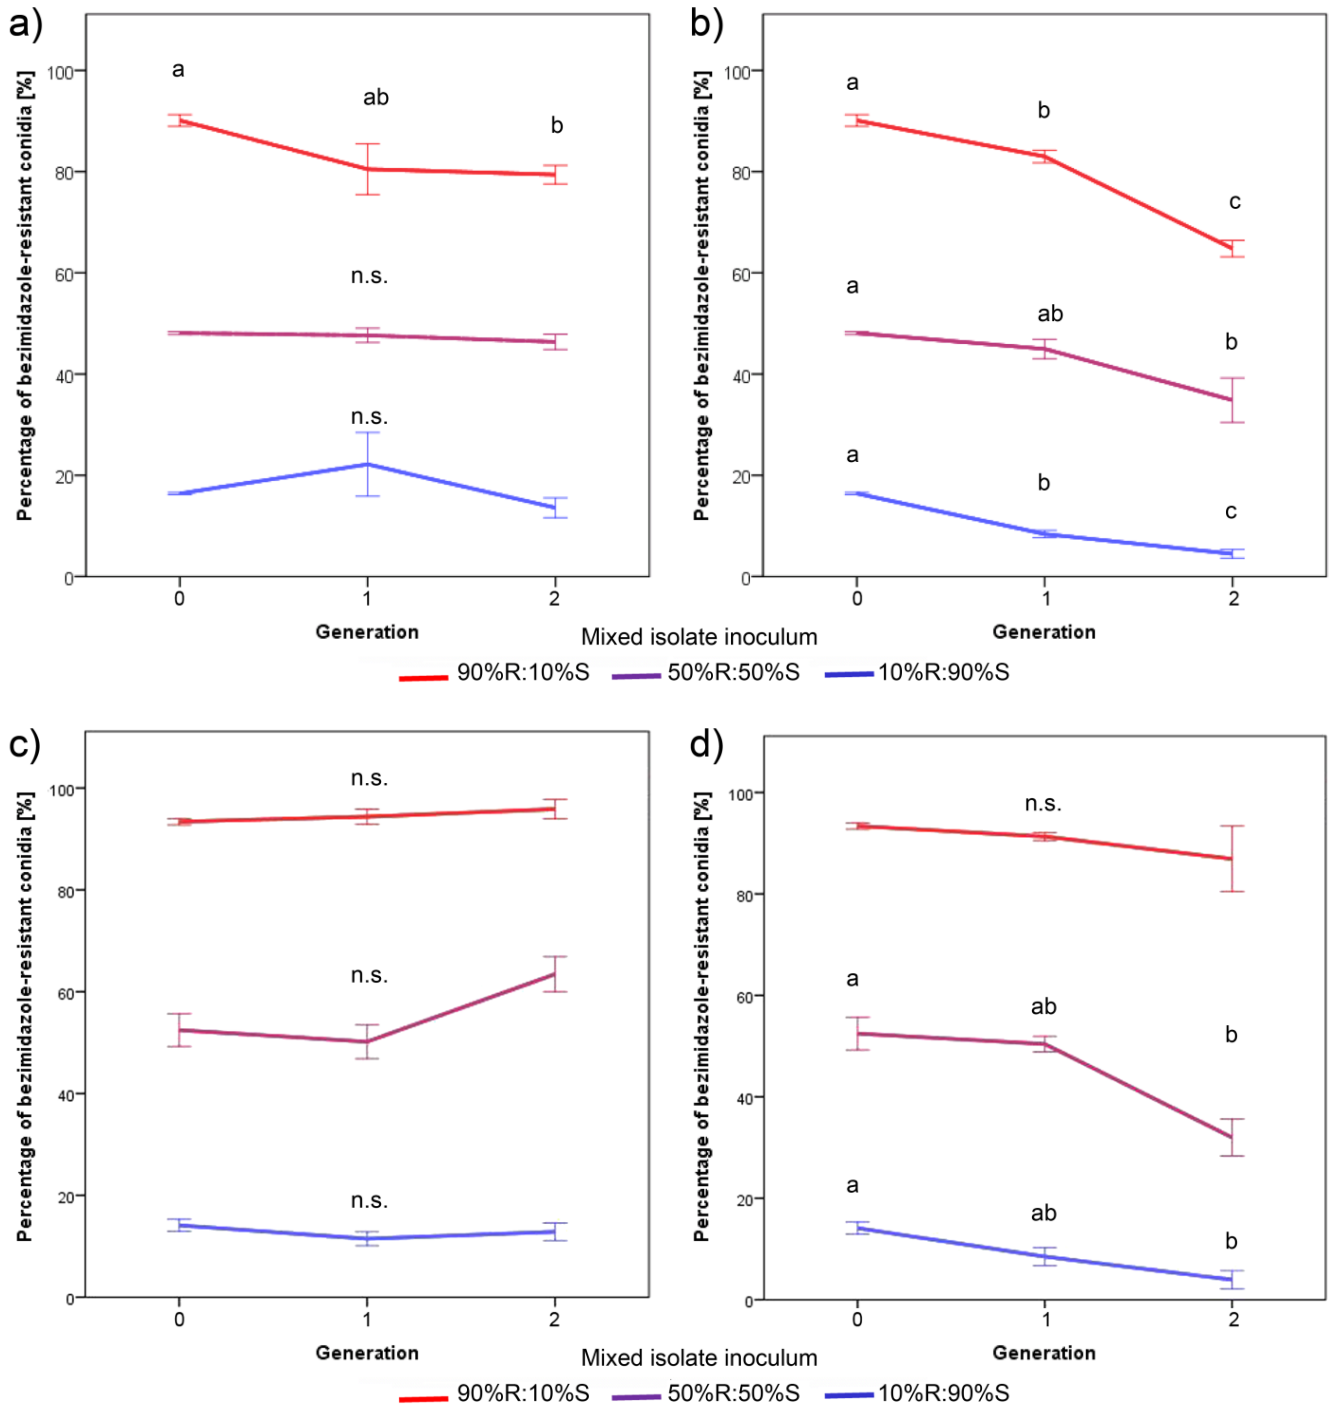 a)
Percentage of bezimidazole-resistant conidia [%]
100
80
60
40
20
0
a
ab
b
n.s.
n.s.
0 1 2
Generation
b)
Percentage of bezimidazole-resistant conidia [%]
100
80
60
40
20
0
a
b
c
a
ab
b
a
b
c
0 1 2
Generation
Mixed isolate inoculum
90%R:10%S 50%R:50%S 10%R:90%S
c)
Percentage of bezimidazole-resistant conidia [%]
100
80
60
40
20
0
n.s.
n.s.
n.s.
0 1 2
Generation
d)
Percentage of bezimidazole-resistant conidia [%]
100
80
60
40
20
0
n.s.
a
ab
b
a
ab
b
0 1 2
Generation
Mixed isolate inoculum
90%R:10%S 50%R:50%S 10%R:90%S